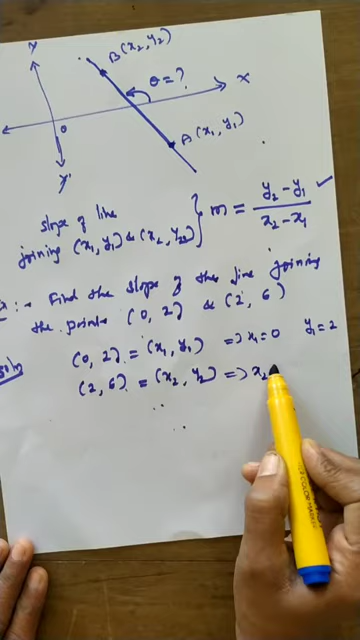 Y
B(x₂, y₂)
θ = ?
X
0
A(x₁, y₁)
Y'
slope of line
joining (x₁, y₁) & (x₂, y₂) } m = (y₂ - y₁)/(x₂ - x₁) ✓
:- Find the slope of the line joining
the points (0, 2) & (2, 6)
Soln
(0, 2) = (x₁, y₁) => x₁ = 0 y₁ = 2
(2, 6) = (x₂, y₂) => x₂